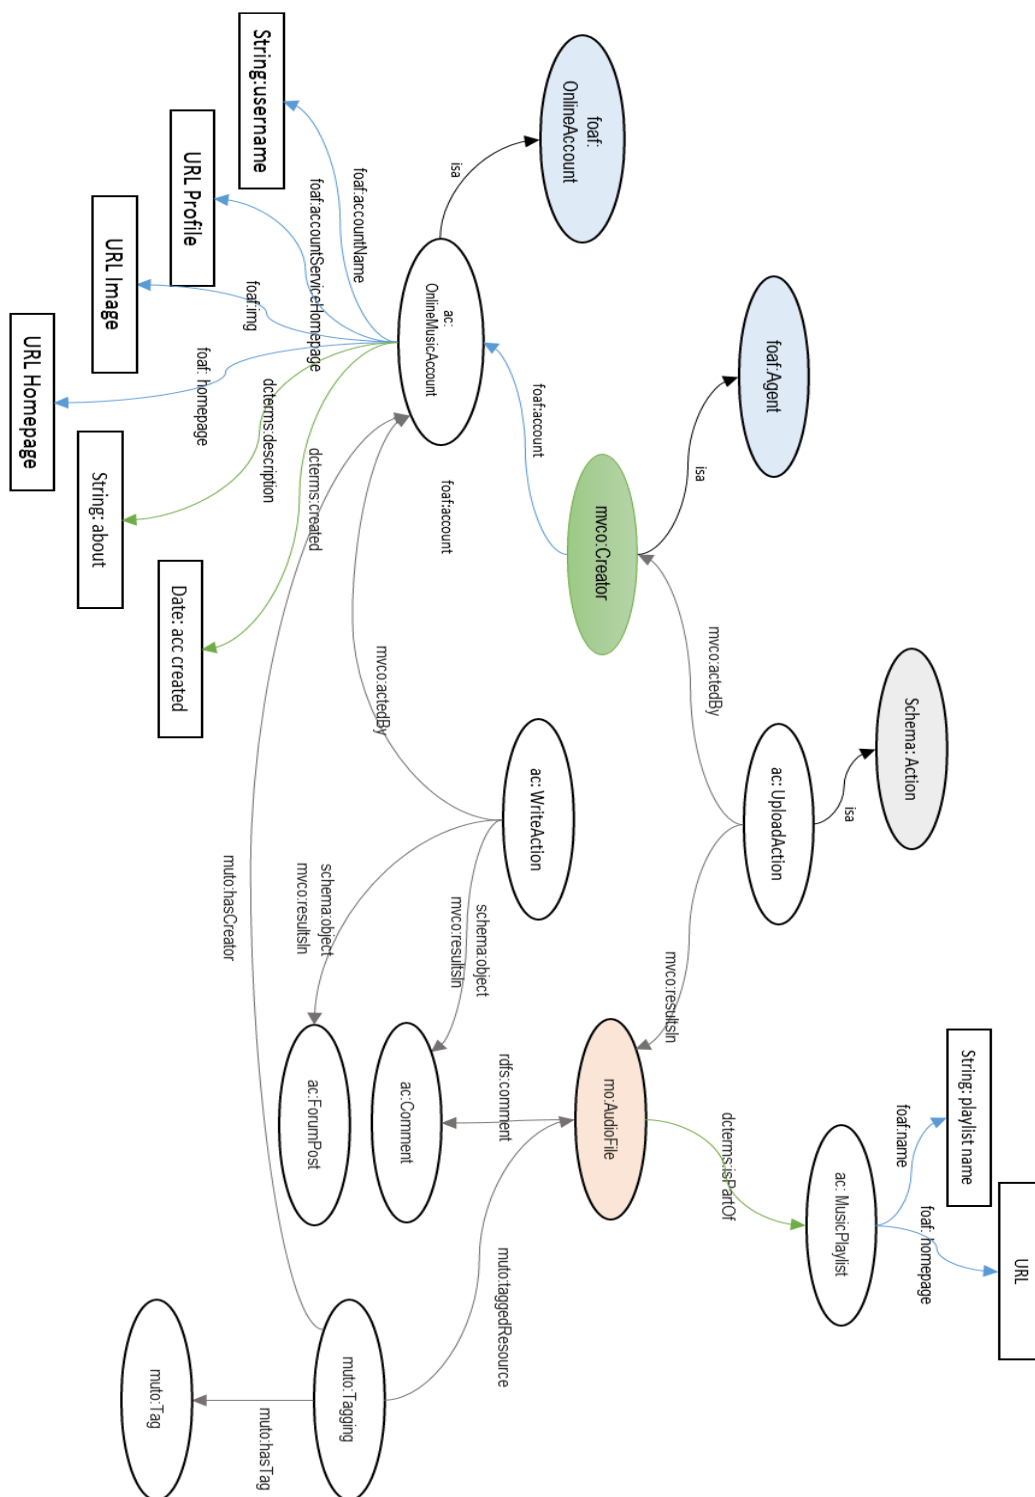 String: playlist name
URL
foaf:name
foaf: homepage
Schema: Action
isa
ac: MusicPlaylist
foaf:Agent
isa
ac: UploadAction
dcterms:isPartOf
mvco:actedBy
mvco:resultsIn
foaf:
OnlineAccount
mvco:Creator
mo:AudioFile
foaf:account
isa
ac: WriteAction
rdfs:comment
muto:taggedResource
ac:
OnlineMusicAccount
foaf:account
schema:object
mvco:resultsIn
ac:Comment
mvco:actedBy
schema:object
mvco:resultsIn
ac:ForumPost
muto:Tagging
foaf:accountName
foaf:accountServiceHomepage
foaf:img
foaf: homepage
dcterms:description
dcterms:created
muto:hasCreator
muto:hasTag
String:username
URL Profile
URL Image
URL Homepage
String: about
Date: acc created
muto:Tag